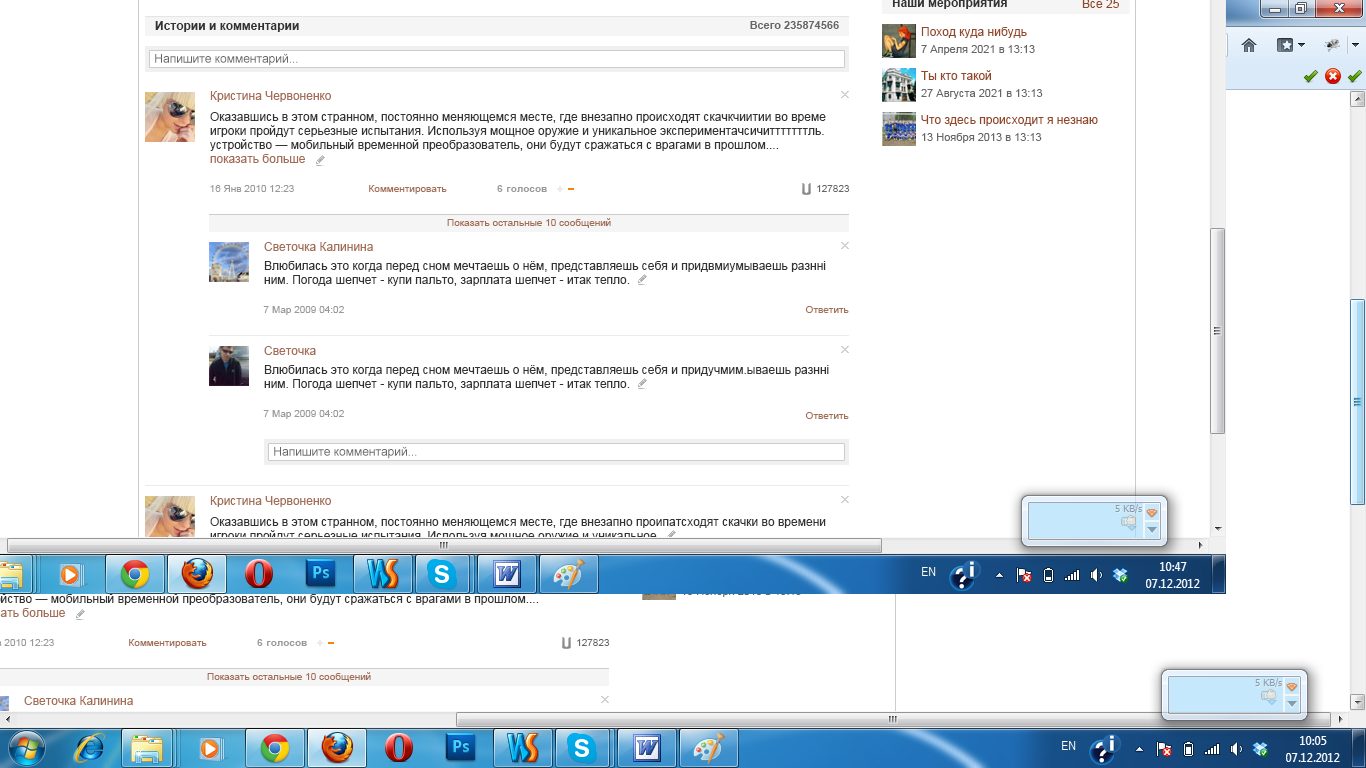 Истории и комментарии
Всего 235874566
Напишите комментарий...
Кристина Червоненко
Оказавшись в этом странном, постоянно меняющемся месте, где внезапно происходят скачкчиитии во време
игроки пройдут серьезные испытания. Используя мощное оружие и уникальное экспериментачсичитттттттль.
устройство — мобильный временной преобразователь, они будут сражаться с врагами в прошлом....
показать больше
16 Янв 2010 12:23
Комментировать
6 голосов
127823
Показать остальные 10 сообщений
Светочка Калинина
Влюбилась это когда перед сном мечтаешь о нём, представляешь себя и придвмиумываешь разнні
ним. Погода шепчет - купи пальто, зарплата шепчет - итак тепло.
7 Мар 2009 04:02
Ответить
Светочка
Влюбилась это когда перед сном мечтаешь о нём, представляешь себя и придучмим.ываешь разнні
ним. Погода шепчет - купи пальто, зарплата шепчет - итак тепло.
7 Мар 2009 04:02
Ответить
Напишите комментарий...
Кристина Червоненко
Оказавшись в этом странном, постоянно меняющемся месте, где внезапно проипатсходят скачки во времени
игроки пройдут серьезные испытания. Используя мощное оружие и уникальное
Наши мероприятия
Все 25
Поход куда нибудь
7 Апреля 2021 в 13:13
Ты кто такой
27 Августа 2021 в 13:13
Что здесь происходит я незнаю
13 Ноября 2013 в 13:13
5 KB/s
Ps
WS
S
W
EN
10:47
07.12.2012
йство — мобильный временной преобразователь, они будут сражаться с врагами в прошлом....
ать больше
2010 12:23
Комментировать
6 голосов
127823
Показать остальные 10 сообщений
Светочка Калинина
5 KB/s
Ps
WS
S
W
EN
10:05
07.12.2012